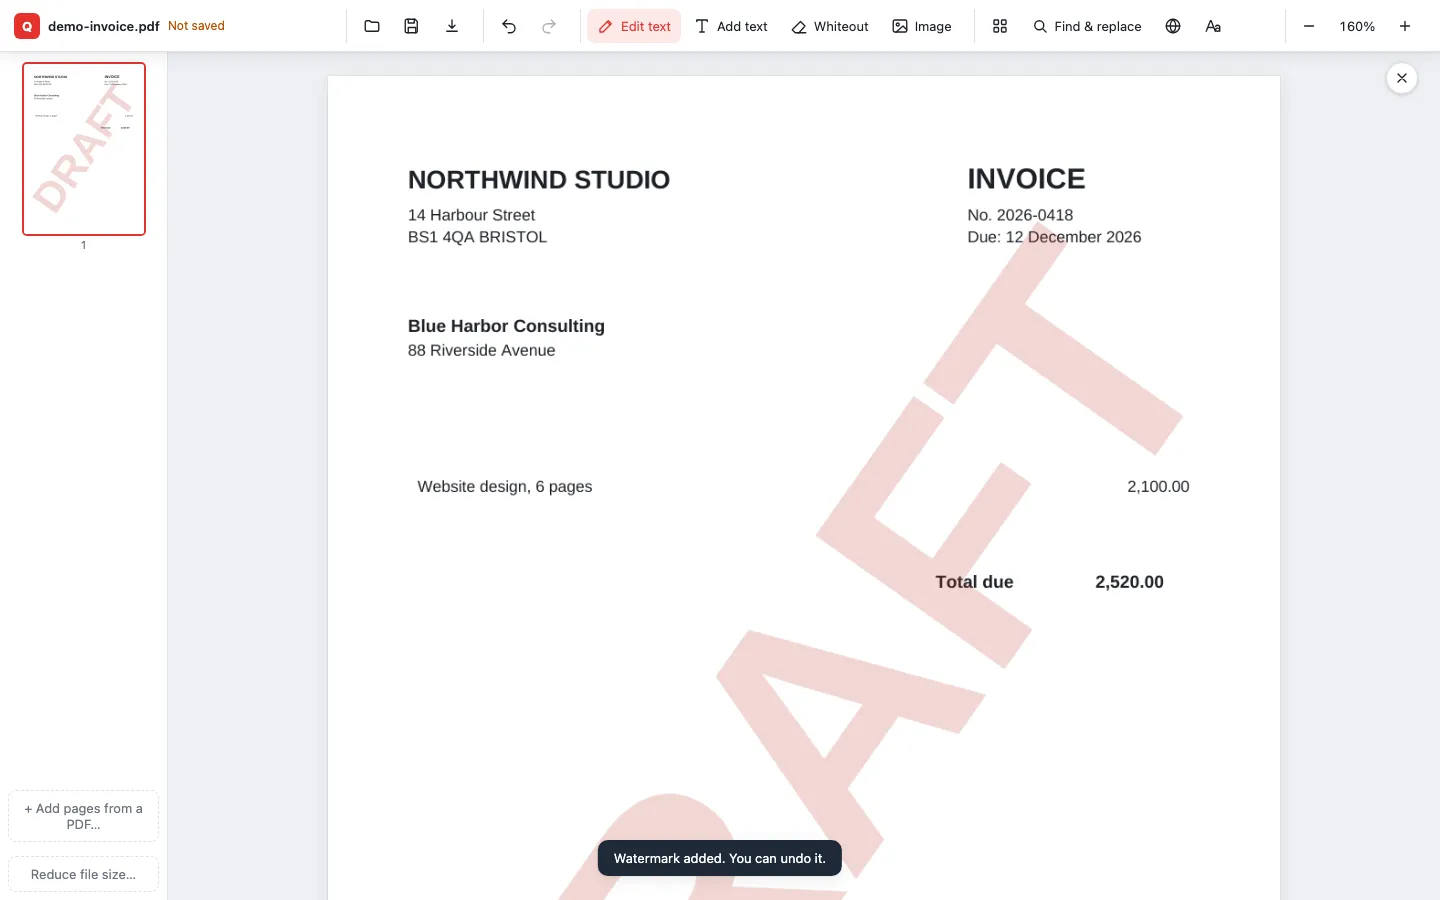 Q demo-invoice.pdf Not saved Edit text Add text Whiteout Image Find & replace Aa 160%
1
NORTHWIND STUDIO
INVOICE
14 Harbour Street
No. 2026-0418
BS1 4QA BRISTOL
Due: 12 December 2026
Blue Harbor Consulting
88 Riverside Avenue
Website design, 6 pages
2,100.00
Total due
2,520.00
DRAFT
+ Add pages from a
PDF...
Reduce file size...
Watermark added. You can undo it.